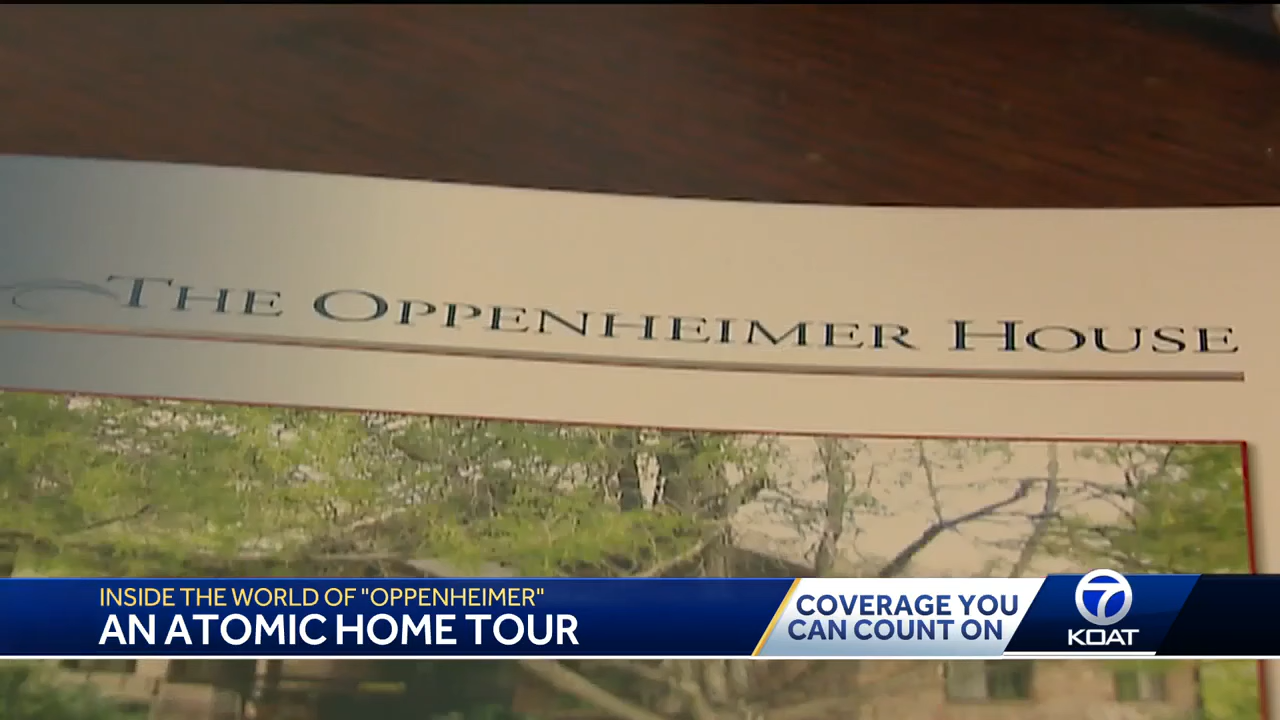 THE OPPENHEIMER HOUSE
INSIDE THE WORLD OF "OPPENHEIMER"
AN ATOMIC HOME TOUR
COVERAGE YOU
CAN COUNT ON
7
KOAT